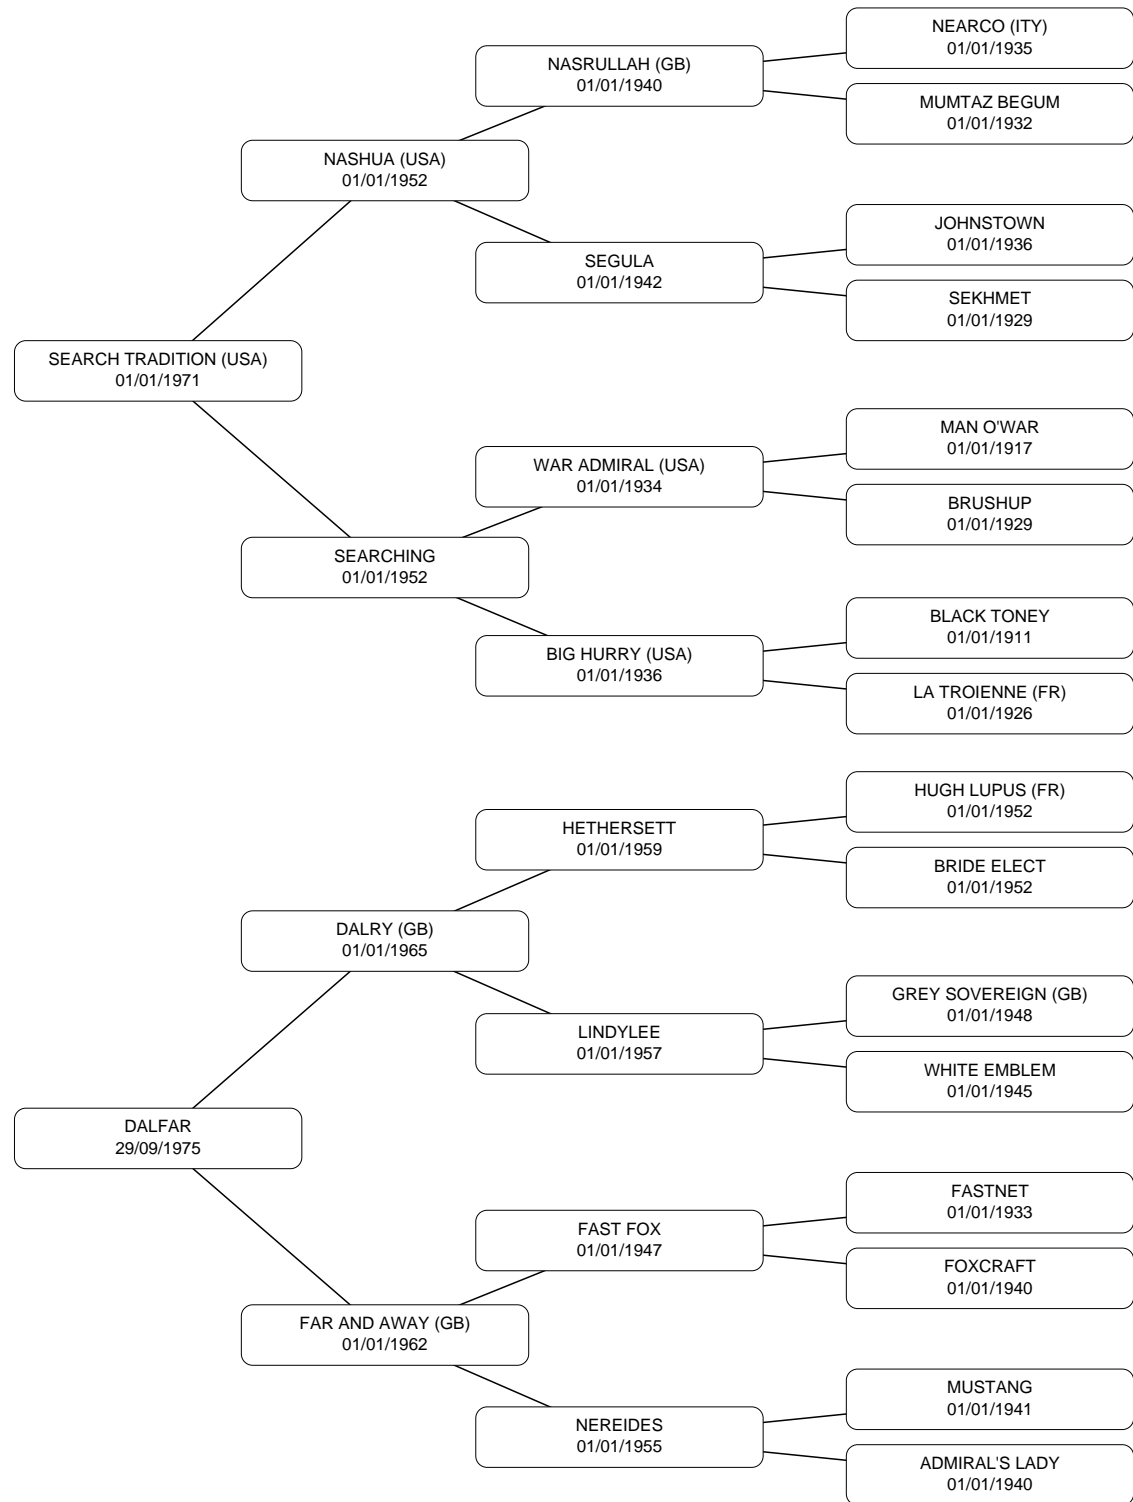 NEARCO (ITY)
01/01/1935
NASRULLAH (GB)
01/01/1940
MUMTAZ BEGUM
01/01/1932
NASHUA (USA)
01/01/1952
JOHNSTOWN
01/01/1936
SEGULA
01/01/1942
SEKHMET
01/01/1929
SEARCH TRADITION (USA)
01/01/1971
MAN O'WAR
01/01/1917
WAR ADMIRAL (USA)
01/01/1934
BRUSHUP
01/01/1929
SEARCHING
01/01/1952
BLACK TONEY
01/01/1911
BIG HURRY (USA)
01/01/1936
LA TROIENNE (FR)
01/01/1926
HUGH LUPUS (FR)
01/01/1952
HETHERSETT
01/01/1959
BRIDE ELECT
01/01/1952
DALRY (GB)
01/01/1965
GREY SOVEREIGN (GB)
01/01/1948
LINDYLEE
01/01/1957
WHITE EMBLEM
01/01/1945
DALFAR
29/09/1975
FASTNET
01/01/1933
FAST FOX
01/01/1947
FOXCRAFT
01/01/1940
FAR AND AWAY (GB)
01/01/1962
MUSTANG
01/01/1941
NEREIDES
01/01/1955
ADMIRAL'S LADY
01/01/1940